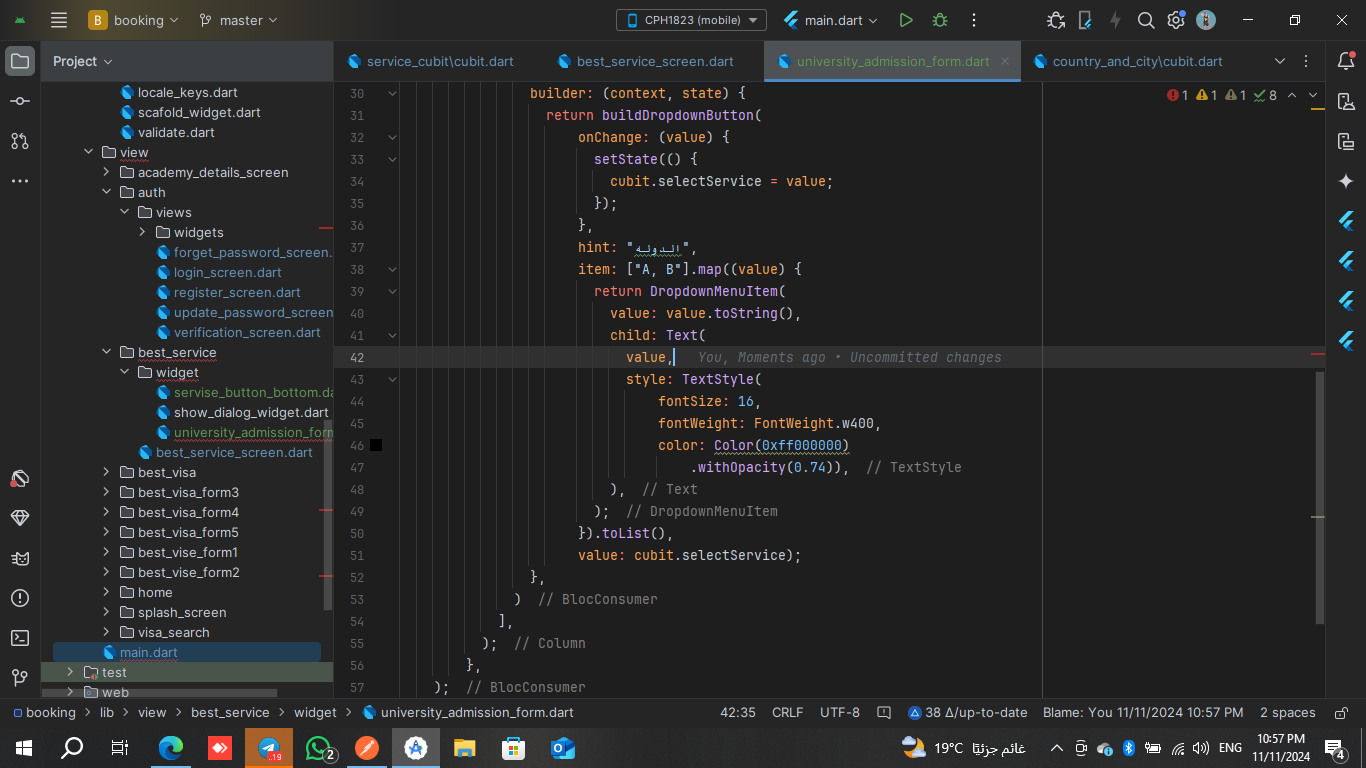 B booking master CPH1823 (mobile) main.dart
Project service_cubit\cubit.dart best_service_screen.dart university_admission_form.dart country_and_city\cubit.dart
locale_keys.dart
scafold_widget.dart
validate.dart
view
academy_details_screen
auth
views
widgets
forget_password_screen.
login_screen.dart
register_screen.dart
update_password_screen
verification_screen.dart
best_service
widget
servise_button_bottom.da
show_dialog_widget.dart
university_admission_form
best_service_screen.dart
best_visa
best_visa_form3
best_visa_form4
best_visa_form5
best_vise_form1
best_vise_form2
home
splash_screen
visa_search
main.dart
test
web
1 1 1 8
30 builder: (context, state) {
31 return buildDropdownButton(
32 onChange: (value) {
33 setState(() {
34 cubit.selectService = value;
35 });
36 },
37 hint: "الدوله",
38 item: ["A, B"].map((value) {
39 return DropdownMenuItem(
40 value: value.toString(),
41 child: Text(
42 value, You, Moments ago • Uncommitted changes
43 style: TextStyle(
44 fontSize: 16,
45 fontWeight: FontWeight.w400,
46 color: Color(0xff000000)
47 .withOpacity(0.74)), // TextStyle
48 ), // Text
49 ); // DropdownMenuItem
50 }).toList(),
51 value: cubit.selectService);
52 },
53 ) // BlocConsumer
54 ],
55 ); // Column
56 },
57 ); // BlocConsumer
booking > lib > view > best_service > widget > university_admission_form.dart 42:35 CRLF UTF-8 38 Δ/up-to-date Blame: You 11/11/2024 10:57 PM 2 spaces
..19 2 19°C غائم جزئيًا ENG 10:57 PM
11/11/2024 4